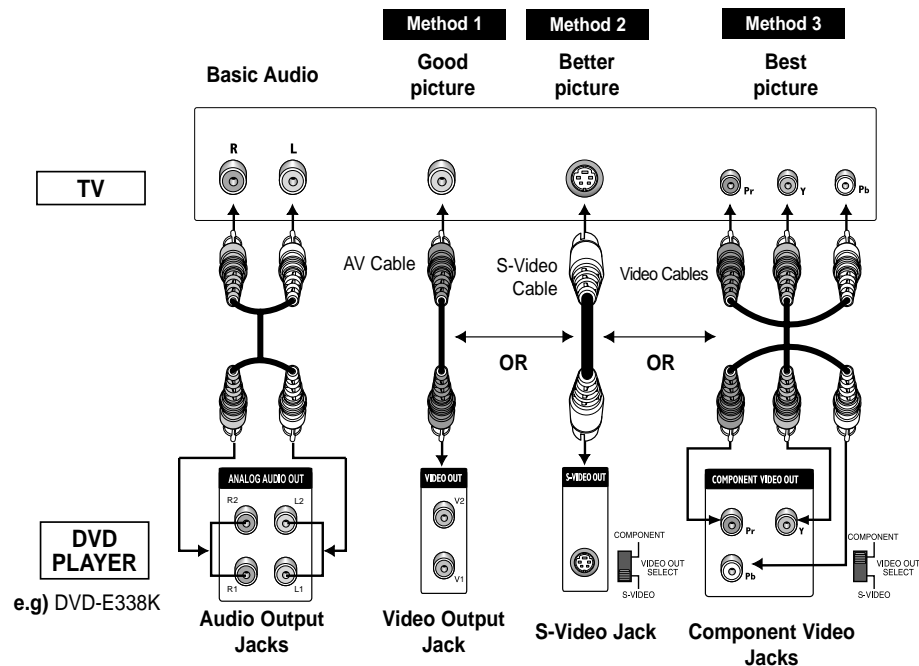 Method 1
Method 2
Method 3
Basic Audio
Good
picture
Better
picture
Best
picture
R
L
TV
Pr
Y
Pb
AV Cable
S-Video
Cable
Video Cables
OR
OR
ANALOG AUDIO OUT
R2
L2
R1
L1
VIDEO OUT
V2
V1
S-VIDEO OUT
COMPONENT
VIDEO OUT
SELECT
S-VIDEO
COMPONENT VIDEO OUT
Pr
Y
Pb
COMPONENT
VIDEO OUT
SELECT
S-VIDEO
DVD
PLAYER
e.g) DVD-E338K
Audio Output
Jacks
Video Output
Jack
S-Video Jack
Component Video
Jacks